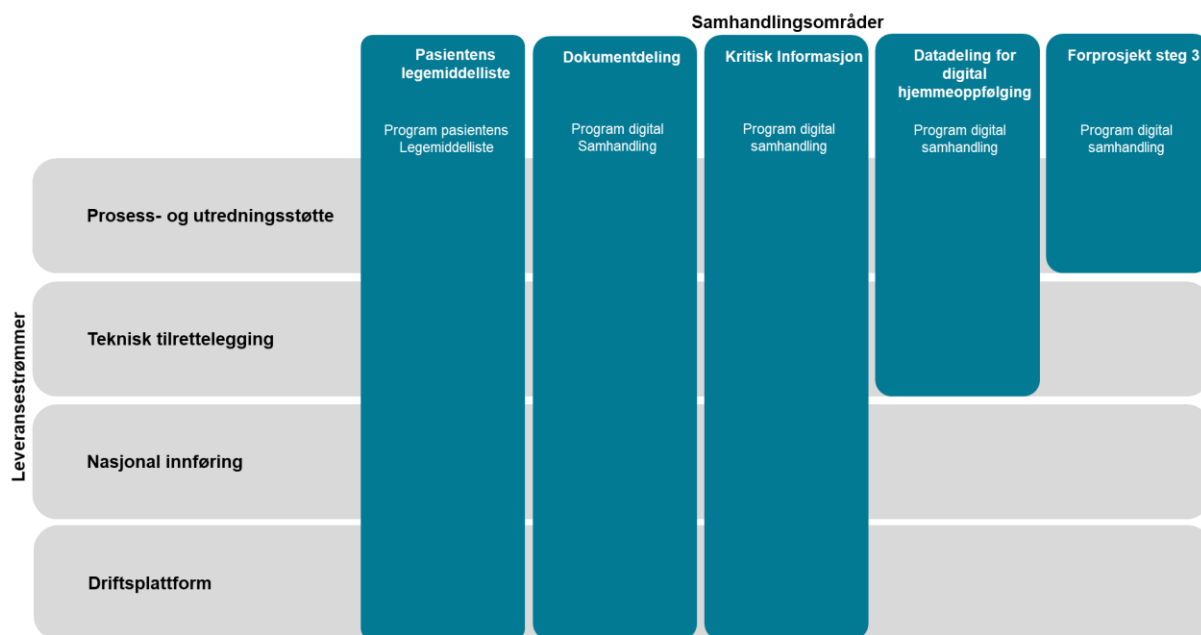 Samhandlingsområder
Pasientens
legemiddelliste
Program pasientens
Legemiddelliste
Dokumentdeling
Program digital
Samhandling
Kritisk Informasjon
Program digital
samhandling
Datadeling for
digital
hjemmeoppfølging
Program digital
samhandling
Forprosjekt steg 3
Program digital
samhandling
Leveransestrømmer
Prosess- og utredningsstøtte
Teknisk tilrettelegging
Nasjonal innføring
Driftsplattform